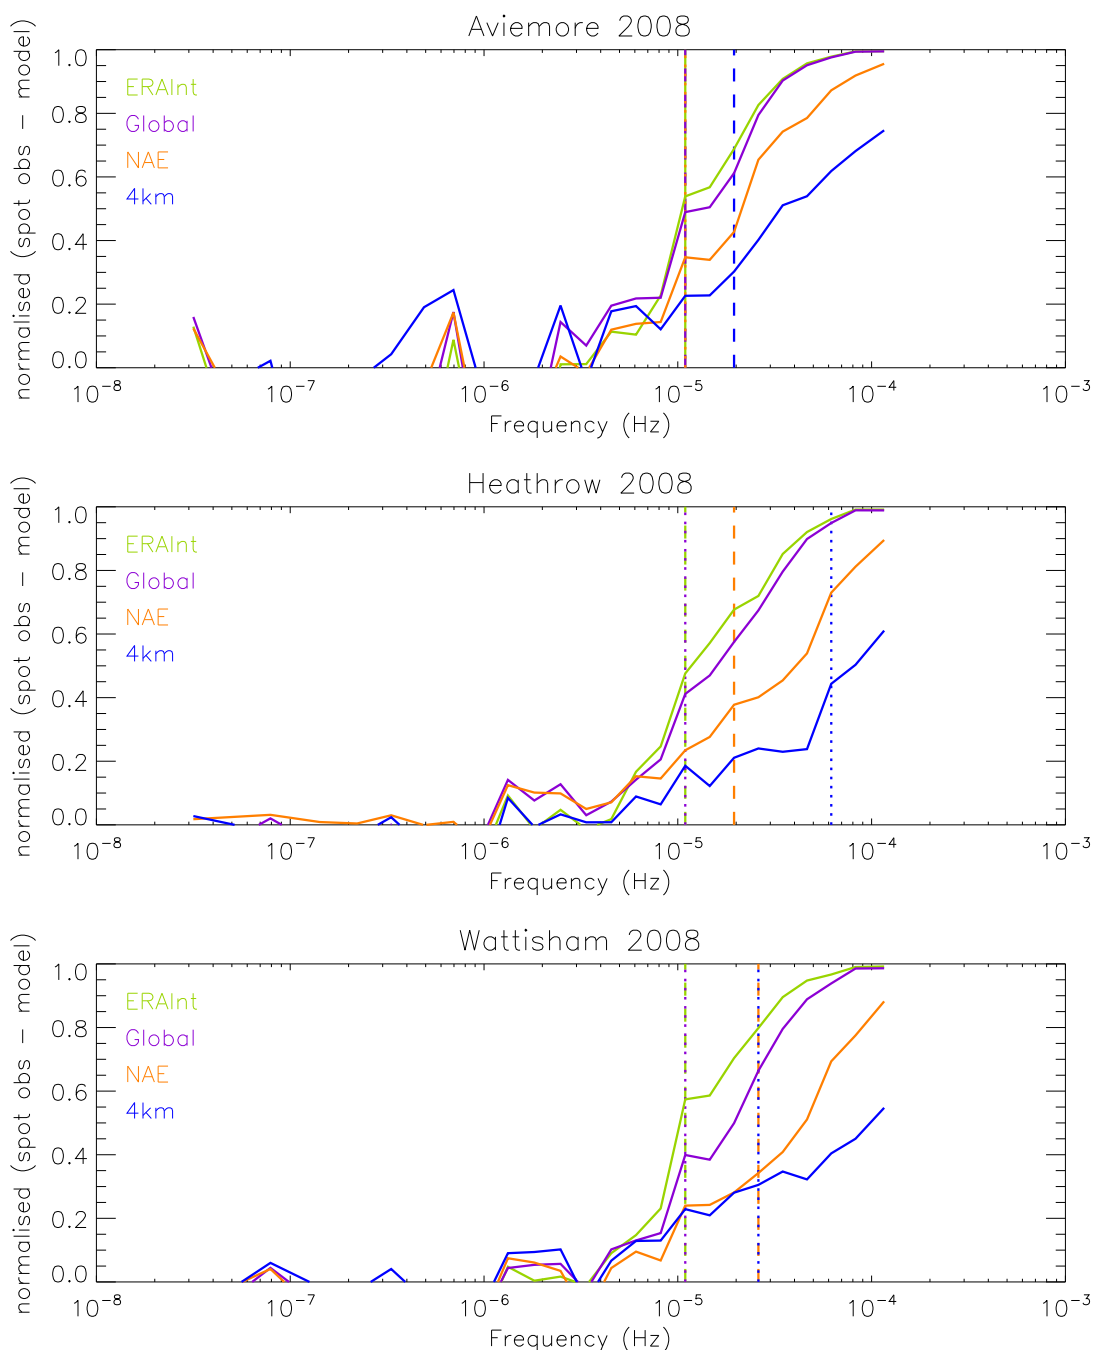 Aviemore 2008
normalised (spot obs – model)
1.0
0.8
0.6
0.4
0.2
0.0
ERAInt
Global
NAE
4km
10⁻⁸ 10⁻⁷ 10⁻⁶ 10⁻⁵ 10⁻⁴ 10⁻³
Frequency (Hz)
Heathrow 2008
normalised (spot obs – model)
1.0
0.8
0.6
0.4
0.2
0.0
ERAInt
Global
NAE
4km
10⁻⁸ 10⁻⁷ 10⁻⁶ 10⁻⁵ 10⁻⁴ 10⁻³
Frequency (Hz)
Wattisham 2008
normalised (spot obs – model)
1.0
0.8
0.6
0.4
0.2
0.0
ERAInt
Global
NAE
4km
10⁻⁸ 10⁻⁷ 10⁻⁶ 10⁻⁵ 10⁻⁴ 10⁻³
Frequency (Hz)